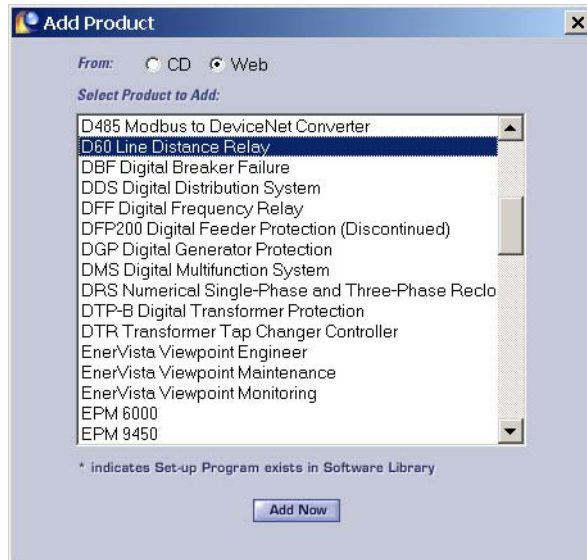 Add Product
From: CD Web
Select Product to Add:
D485 Modbus to DeviceNet Converter
D60 Line Distance Relay
DBF Digital Breaker Failure
DDS Digital Distribution System
DFF Digital Frequency Relay
DFP200 Digital Feeder Protection (Discontinued)
DGP Digital Generator Protection
DMS Digital Multifunction System
DRS Numerical Single-Phase and Three-Phase Reclo
DTP-B Digital Transformer Protection
DTR Transformer Tap Changer Controller
EnerVista Viewpoint Engineer
EnerVista Viewpoint Maintenance
EnerVista Viewpoint Monitoring
EPM 6000
EPM 9450
* indicates Set-up Program exists in Software Library
Add Now